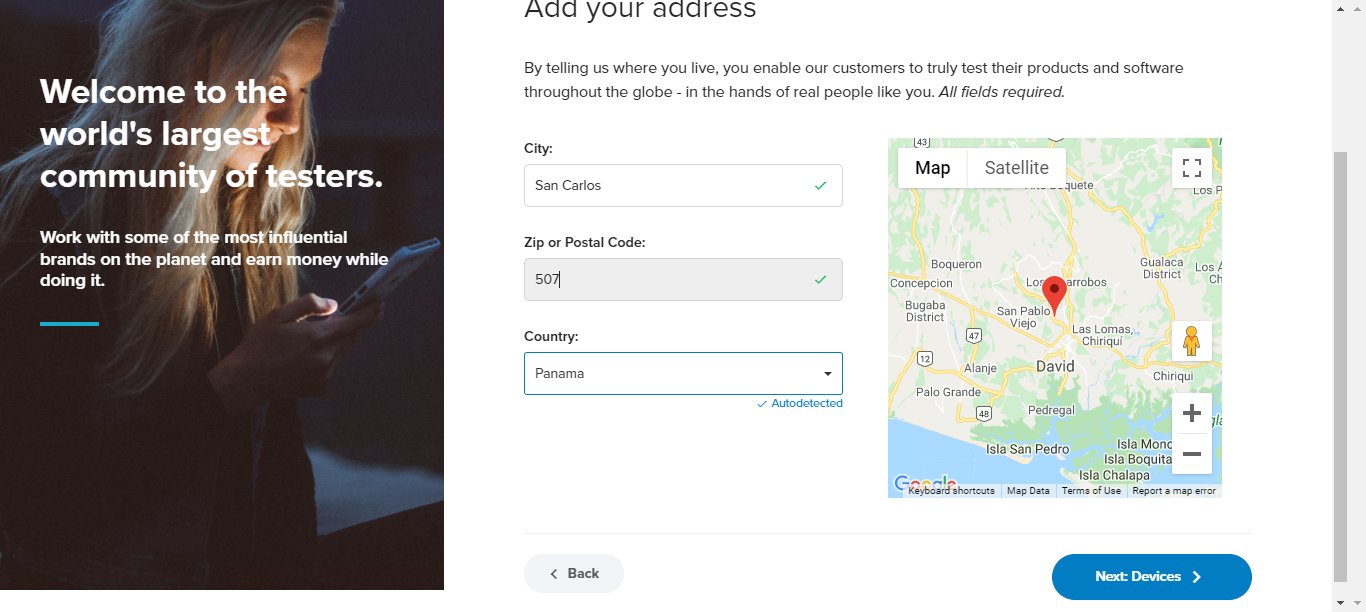 Add your address
Welcome to the
world's largest
community of testers.
Work with some of the most influential
brands on the planet and earn money while
doing it.
By telling us where you live, you enable our customers to truly test their products and software
throughout the globe - in the hands of real people like you. All fields required.
City:
San Carlos
Zip or Postal Code:
507
Country:
Panama
Autodetected
43
Map
Satellite
Boquete
Los P
Boqueron
Concepcion
Bugaba
District
Gualaca
District
Los A
Ch
San Pablo
Viejo
Las Lomas,
Chiriquí
47
12
Alanje
David
Chiriqui
Palo Grande
48
Pedregal
Isla San Pedro
Isla Mono
Isla Boquita
Isla Chalapa
Google
Keyboard shortcuts
Map Data
Terms of Use
Report a map error
Back
Next: Devices